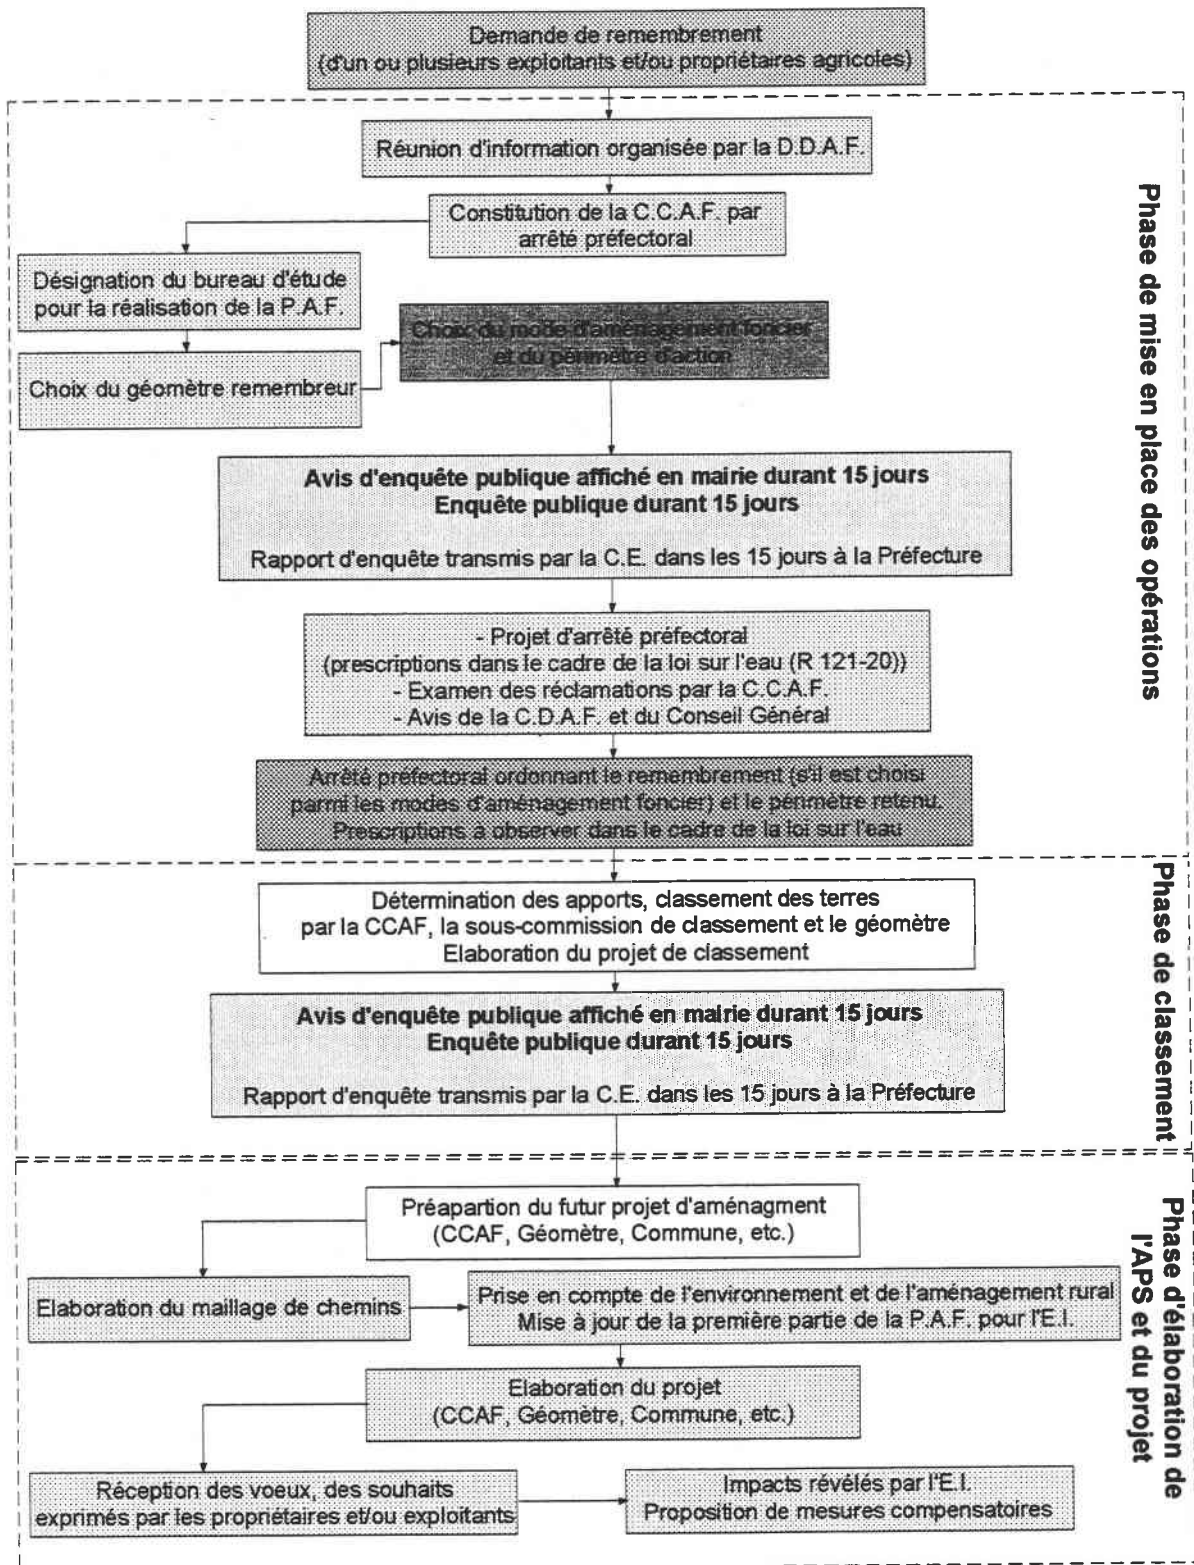 Demande de remembrement
(d'un ou plusieurs exploitants et/ou propriétaires agricoles)
Réunion d'information organisée par la D.D.A.F.
Constitution de la C.C.A.F. par
arrêté préfectoral
Désignation du bureau d'étude
pour la réalisation de la P.A.F.
Choix du géomètre remembreur
Choix du mode d'aménagement foncier
et du périmètre d'action
Avis d'enquête publique affiché en mairie durant 15 jours
Enquête publique durant 15 jours
Rapport d'enquête transmis par la C.E. dans les 15 jours à la Préfecture
- Projet d'arrêté préfectoral
(prescriptions dans le cadre de la loi sur l'eau (R 121-20))
- Examen des réclamations par la C.C.A.F.
- Avis de la C.D.A.F. et du Conseil Général
Arrêté préfectoral ordonnant le remembrement (s'il est choisi
parmi les modes d'aménagement foncier) et le périmètre retenu.
Prescriptions à observer dans le cadre de la loi sur l'eau
Phase de mise en place des opérations
Détermination des apports, classement des terres
par la CCAF, la sous-commission de classement et le géomètre
Elaboration du projet de classement
Avis d'enquête publique affiché en mairie durant 15 jours
Enquête publique durant 15 jours
Rapport d'enquête transmis par la C.E. dans les 15 jours à la Préfecture
Phase de classement
Préapartion du futur projet d'aménagment
(CCAF, Géomètre, Commune, etc.)
Elaboration du maillage de chemins
Prise en compte de l'environnement et de l'aménagement rural
Mise à jour de la première partie de la P.A.F. pour l'E.I.
Elaboration du projet
(CCAF, Géomètre, Commune, etc.)
Réception des voeux, des souhaits
exprimés par les propriétaires et/ou exploitants
Impacts révélés par l'E.I.
Proposition de mesures compensatoires
Phase d'élaboration de
l'APS et du projet